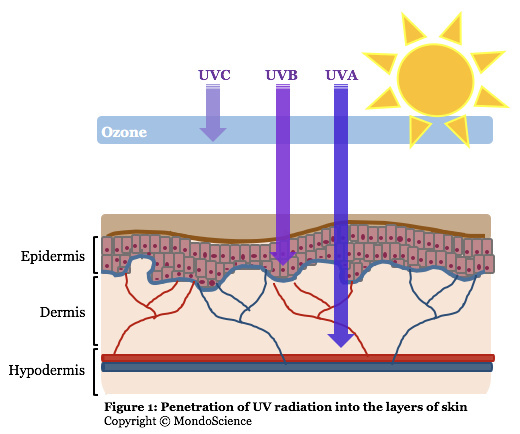 UVC UVB UVA
Ozone
Epidermis
Dermis
Hypodermis
Figure 1: Penetration of UV radiation into the layers of skin
Copyright © MondoScience